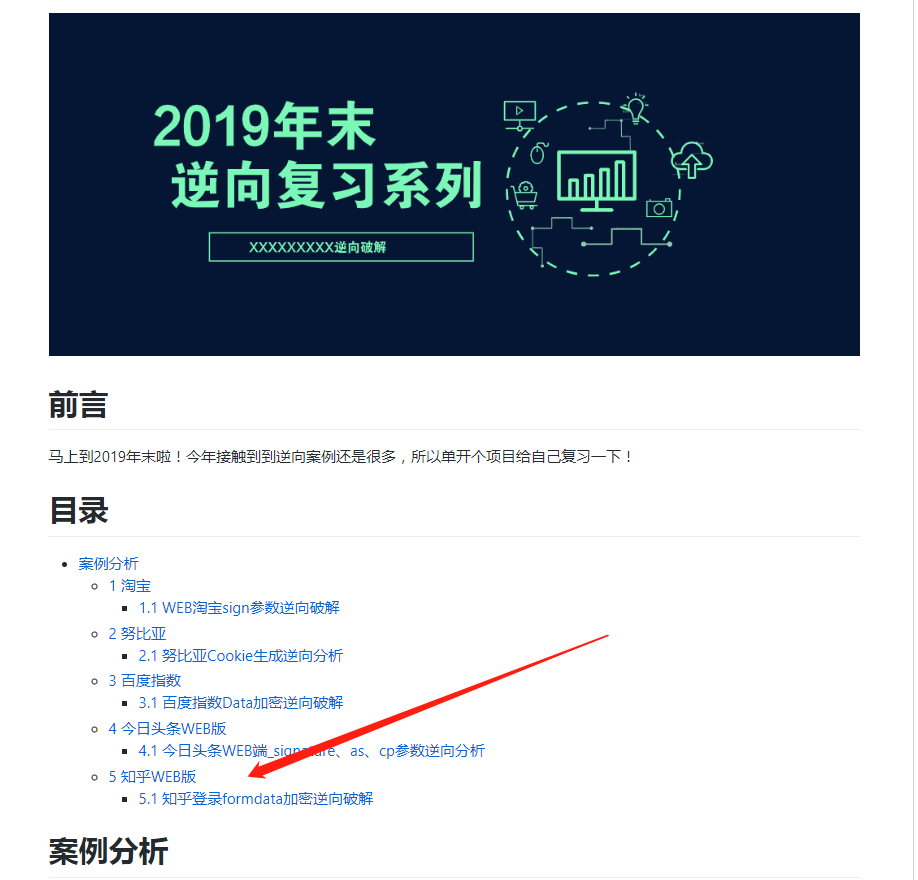 2019年末
逆向复习系列
XXXXXXXXX逆向破解
前言
马上到2019年末啦！今年接触到到逆向案例还是很多，所以单开个项目给自己复习一下！
目录
案例分析
1 淘宝
1.1 WEB淘宝sign参数逆向破解
2 努比亚
2.1 努比亚Cookie生成逆向分析
3 百度指数
3.1 百度指数Data加密逆向破解
4 今日头条WEB版
4.1 今日头条WEB端_signature、as、cp参数逆向分析
5 知乎WEB版
5.1 知乎登录formdata加密逆向破解
案例分析